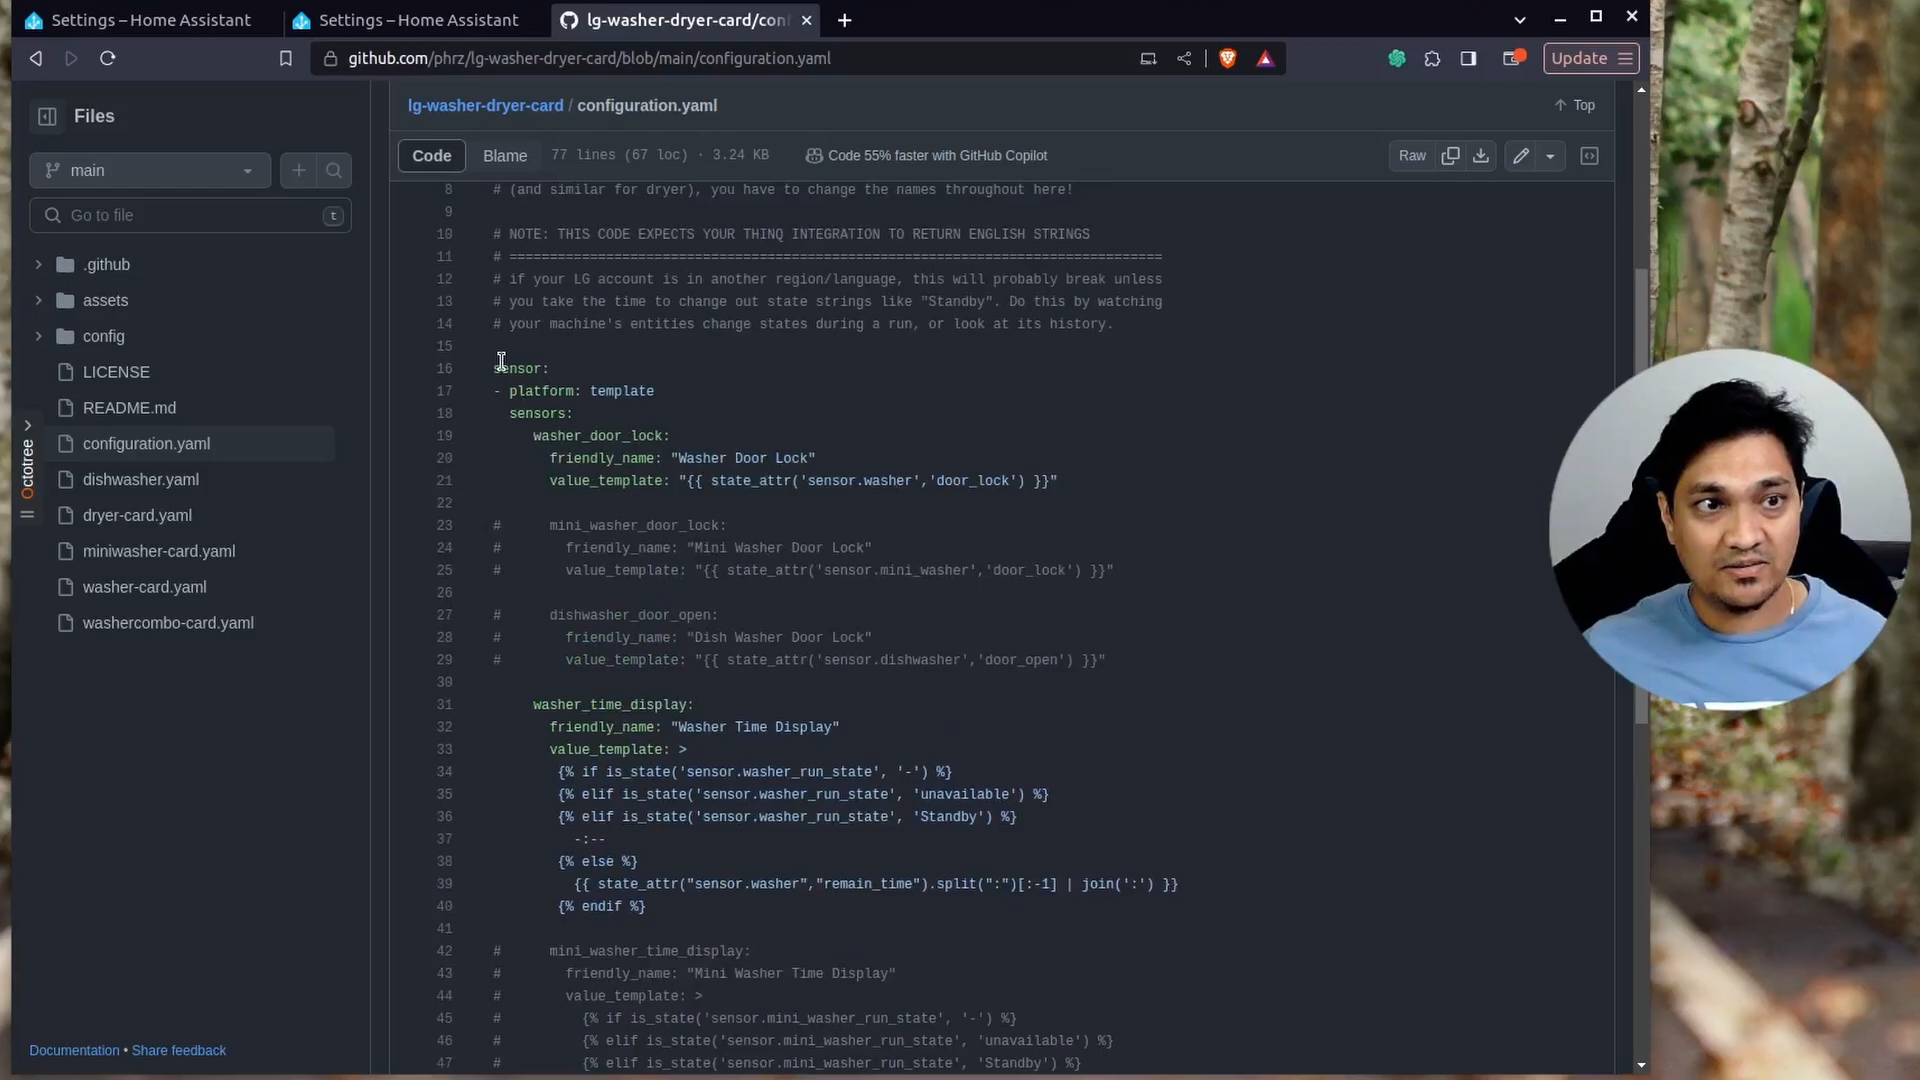 Settings – Home Assistant
Settings – Home Assistant
lg-washer-dryer-card/con
github.com/phrz/lg-washer-dryer-card/blob/main/configuration.yaml
Update
Files
main
Go to file
t
.github
assets
config
LICENSE
README.md
configuration.yaml
dishwasher.yaml
dryer-card.yaml
miniwasher-card.yaml
washer-card.yaml
washercombo-card.yaml
Octotree
Documentation • Share feedback
lg-washer-dryer-card / configuration.yaml
Top
Code
Blame
77 lines (67 loc) · 3.24 KB
Code 55% faster with GitHub Copilot
Raw
8 # (and similar for dryer), you have to change the names throughout here!
9
10 # NOTE: THIS CODE EXPECTS YOUR THINQ INTEGRATION TO RETURN ENGLISH STRINGS
11 # =================================================================================
12 # if your LG account is in another region/language, this will probably break unless
13 # you take the time to change out state strings like "Standby". Do this by watching
14 # your machine's entities change states during a run, or look at its history.
15
16 sensor:
17 - platform: template
18 sensors:
19 washer_door_lock:
20 friendly_name: "Washer Door Lock"
21 value_template: "{{ state_attr('sensor.washer','door_lock') }}"
22
23 # mini_washer_door_lock:
24 # friendly_name: "Mini Washer Door Lock"
25 # value_template: "{{ state_attr('sensor.mini_washer','door_lock') }}"
26
27 # dishwasher_door_open:
28 # friendly_name: "Dish Washer Door Lock"
29 # value_template: "{{ state_attr('sensor.dishwasher','door_open') }}"
30
31 washer_time_display:
32 friendly_name: "Washer Time Display"
33 value_template: >
34 {% if is_state('sensor.washer_run_state', '-') %}
35 {% elif is_state('sensor.washer_run_state', 'unavailable') %}
36 {% elif is_state('sensor.washer_run_state', 'Standby') %}
37 -:--
38 {% else %}
39 {{ state_attr("sensor.washer","remain_time").split(":")[:-1] | join(':') }}
40 {% endif %}
41
42 # mini_washer_time_display:
43 # friendly_name: "Mini Washer Time Display"
44 # value_template: >
45 # {% if is_state('sensor.mini_washer_run_state', '-') %}
46 # {% elif is_state('sensor.mini_washer_run_state', 'unavailable') %}
47 # {% elif is_state('sensor.mini_washer_run_state', 'Standby') %}